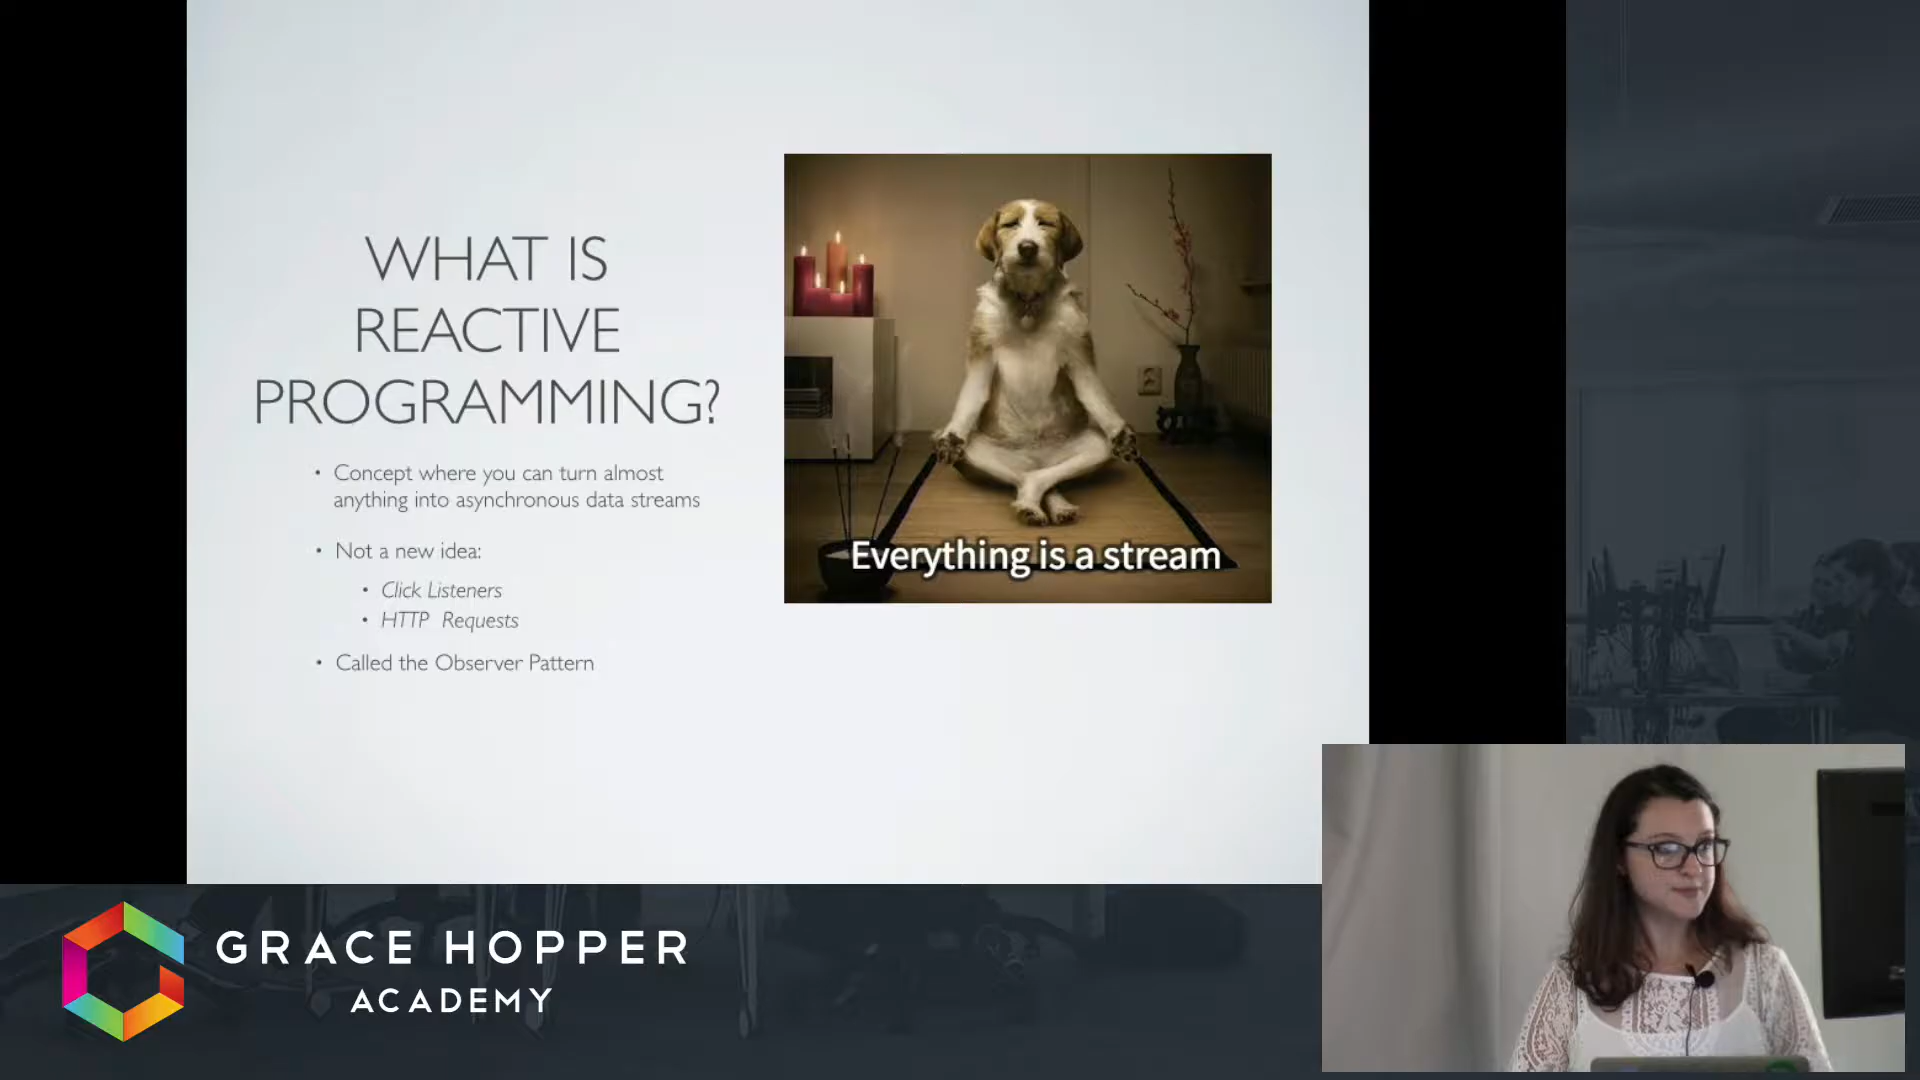 WHAT IS
REACTIVE
PROGRAMMING?
• Concept where you can turn almost
anything into asynchronous data streams
• Not a new idea:
• Click Listeners
• HTTP Requests
• Called the Observer Pattern
Everything is a stream
GRACE HOPPER
ACADEMY